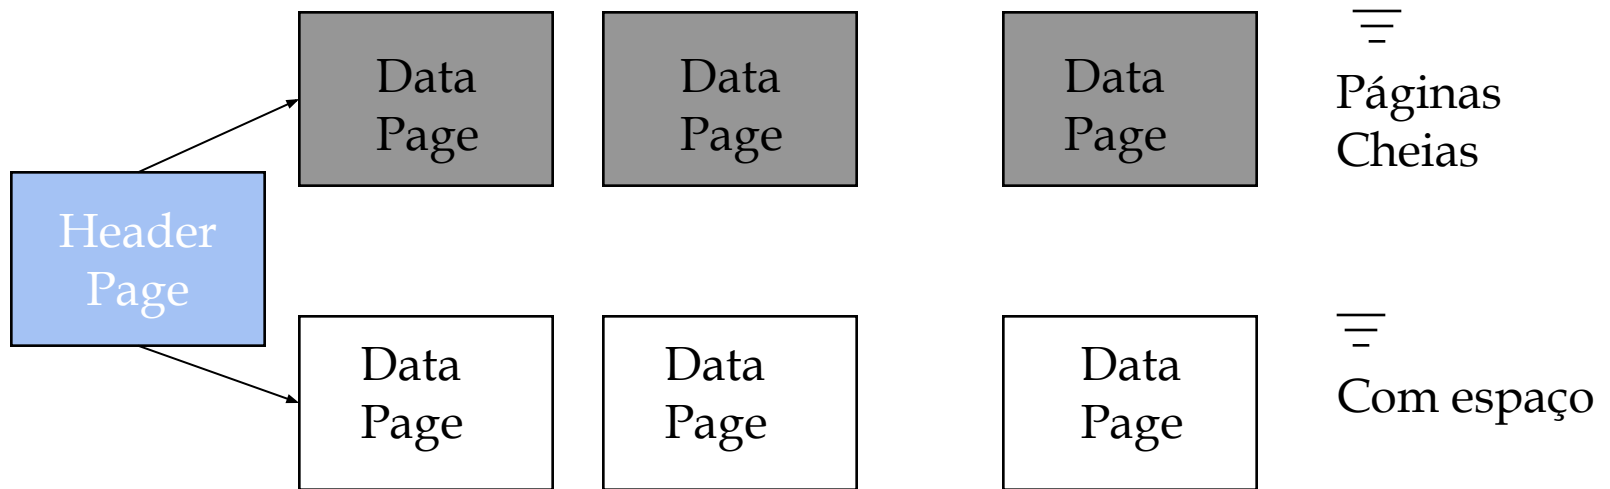 Data
Page
Data
Page
Data
Page
Páginas
Cheias
Header
Page
Data
Page
Data
Page
Data
Page
Com espaço